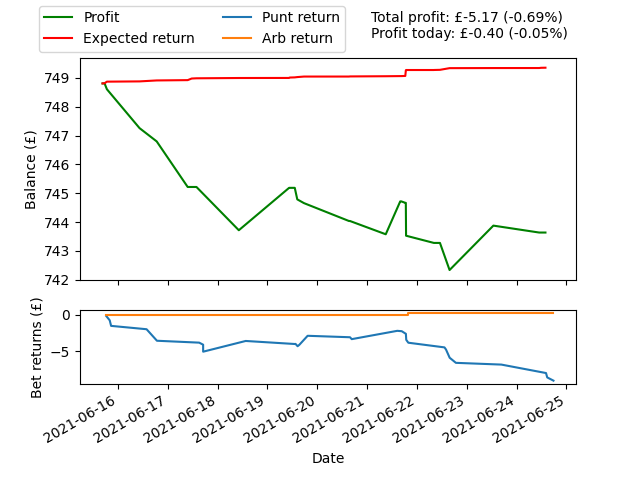 Profit
Expected return
Punt return
Arb return
Total profit: £-5.17 (-0.69%)
Profit today: £-0.40 (-0.05%)
Balance (£)
749
748
747
746
745
744
743
742
Bet returns (£)
0
−5
2021-06-16
2021-06-17
2021-06-18
2021-06-19
2021-06-20
2021-06-21
2021-06-22
2021-06-23
2021-06-24
2021-06-25
Date